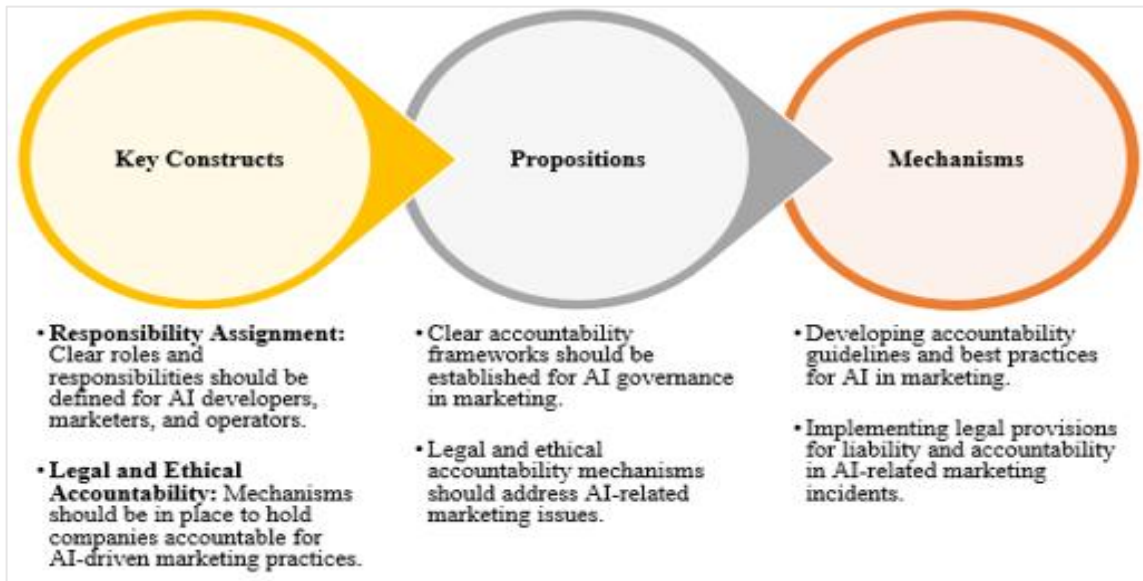 Key Constructs
Propositions
Mechanisms
• Responsibility Assignment:
Clear roles and
responsibilities should be
defined for AI developers,
marketers, and operators.
• Legal and Ethical
Accountability: Mechanisms
should be in place to hold
companies accountable for
AI-driven marketing practices.
• Clear accountability
frameworks should be
established for AI governance
in marketing.
• Legal and ethical
accountability mechanisms
should address AI-related
marketing issues.
• Developing accountability
guidelines and best practices
for AI in marketing.
• Implementing legal provisions
for liability and accountability
in AI-related marketing
incidents.